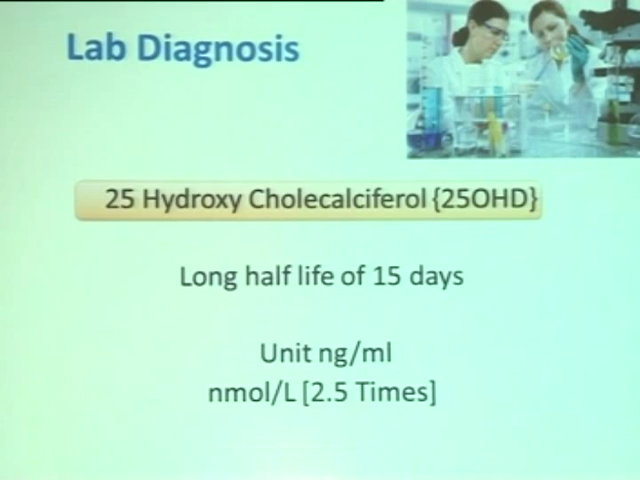 Lab Diagnosis
25 Hydroxy Cholecalciferol {25OHD}
Long half life of 15 days
Unit ng/ml
nmol/L [2.5 Times]